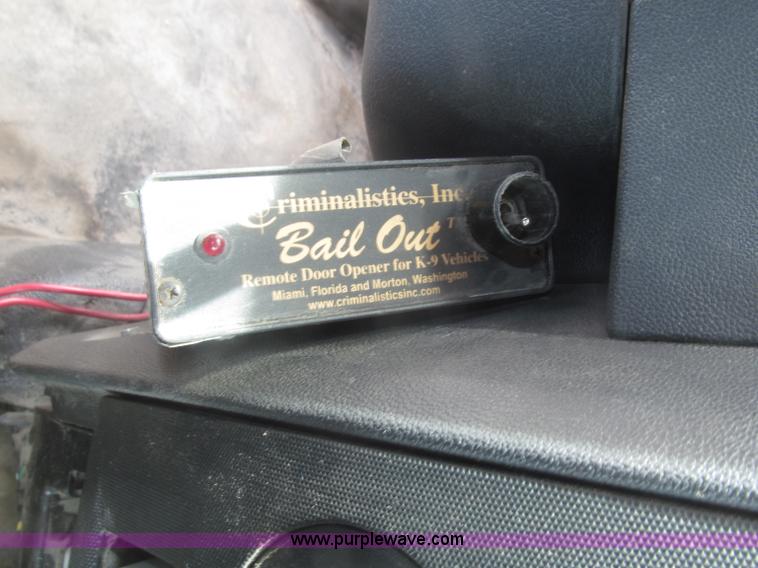 Criminalistics, Inc.
Bail Out
Remote Door Opener for K-9 Vehicles
Miami, Florida and Morton, Washington
www.criminalisticsinc.com
www.purplewave.com